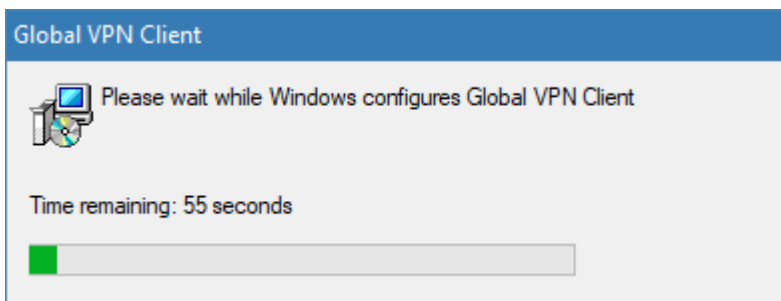 Global VPN Client
Please wait while Windows configures Global VPN Client
Time remaining: 55 seconds